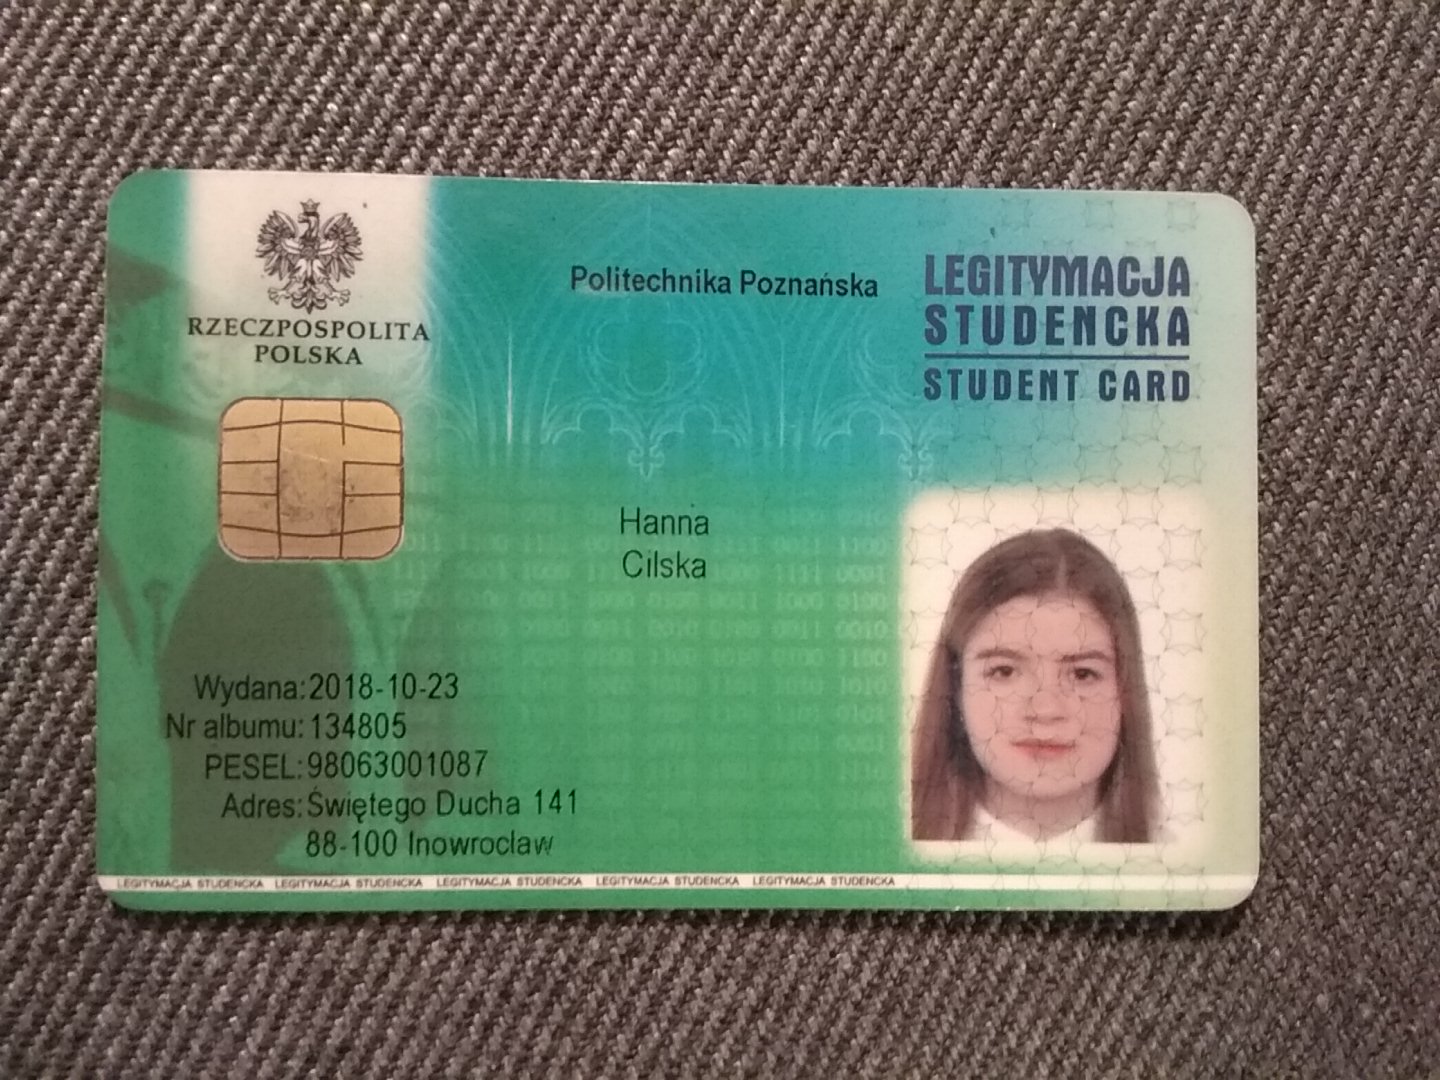 RZECZPOSPOLITA
POLSKA
Politechnika Poznańska
LEGITYMACJA
STUDENCKA
STUDENT CARD
Hanna
Cilska
Wydana: 2018-10-23
Nr albumu: 134805
PESEL: 98063001087
Adres: Świętego Ducha 141
88-100 Inowrocław
LEGITYMACJA STUDENCKA LEGITYMACJA STUDENCKA LEGITYMACJA STUDENCKA LEGITYMACJA STUDENCKA LEGITYMACJA STUDENCKA